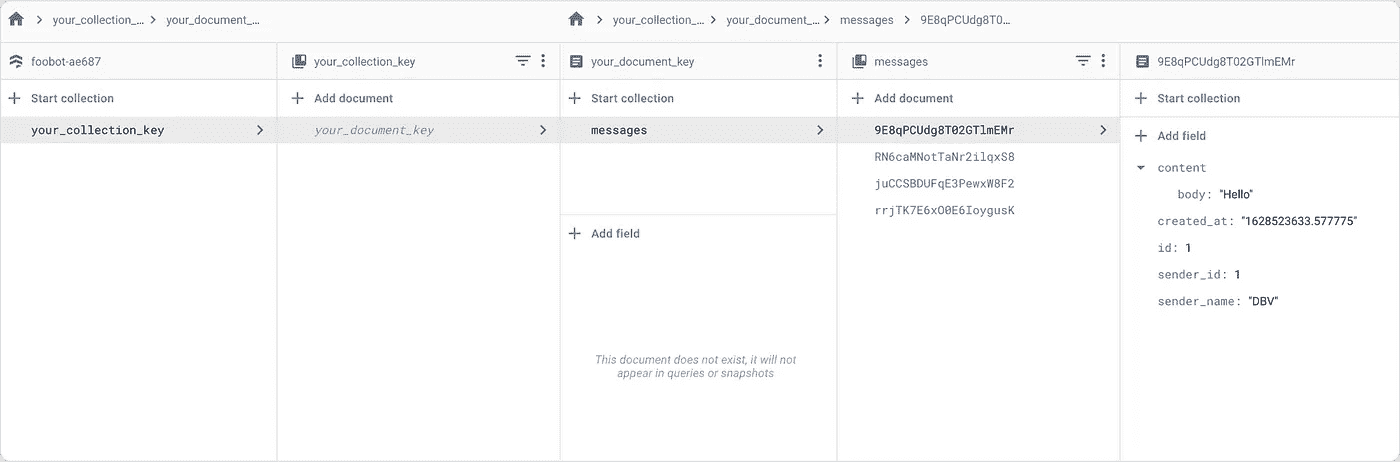 your_collection_… your_document_…
your_collection_… your_document_… messages 9E8qPCUdg8T0…
foobot-ae687
Start collection
your_collection_key
your_collection_key
Add document
your_document_key
your_document_key
Start collection
messages
Add field
This document does not exist, it will not
appear in queries or snapshots
messages
Add document
9E8qPCUdg8T02GTlmEMr
RN6caMNotTaNr2ilqxS8
juCCSBDUFqE3PewxW8F2
rrjTK7E6xO0E6IoygusK
9E8qPCUdg8T02GTlmEMr
Start collection
Add field
content
body: "Hello"
created_at: "1628523633.577775"
id: 1
sender_id: 1
sender_name: "DBV"